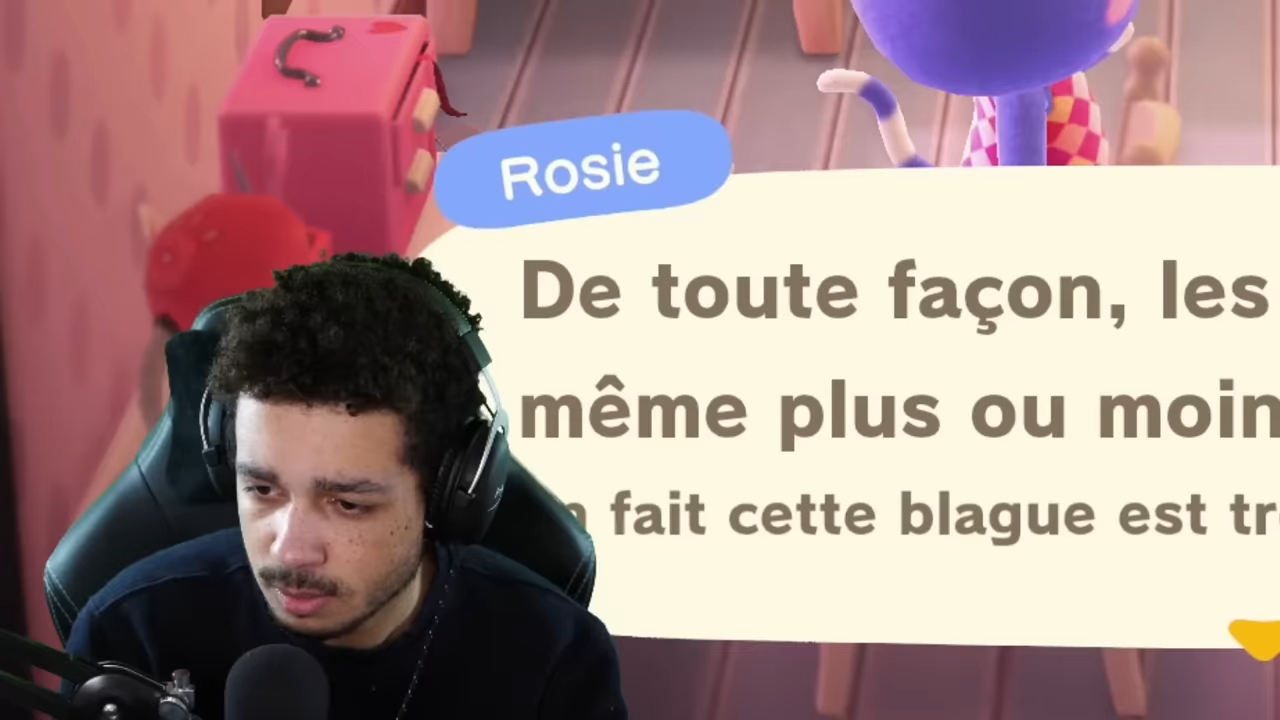 Rosie
De toute façon, les
même plus ou moin
fait cette blague est tr